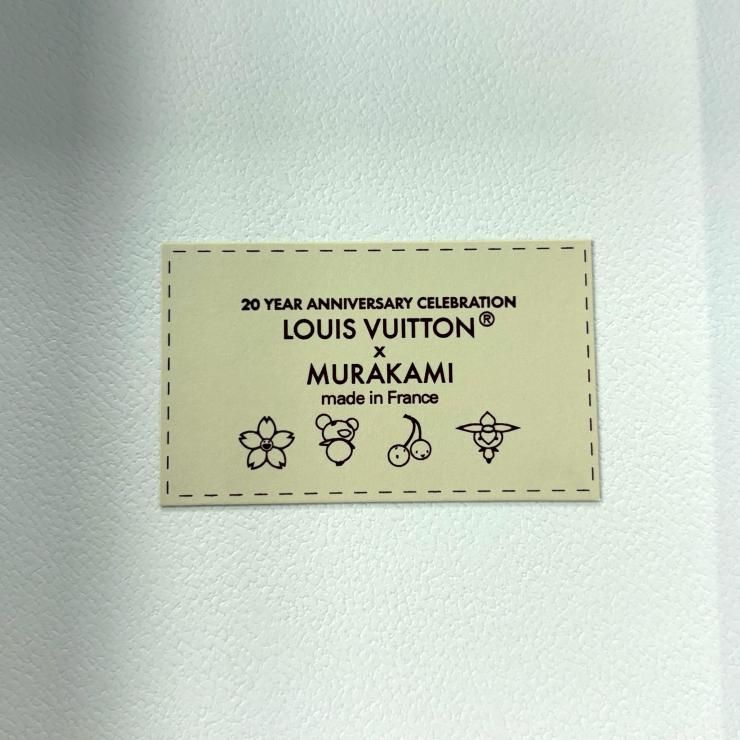 20 YEAR ANNIVERSARY CELEBRATION
LOUIS VUITTON®
x
MURAKAMI
made in France